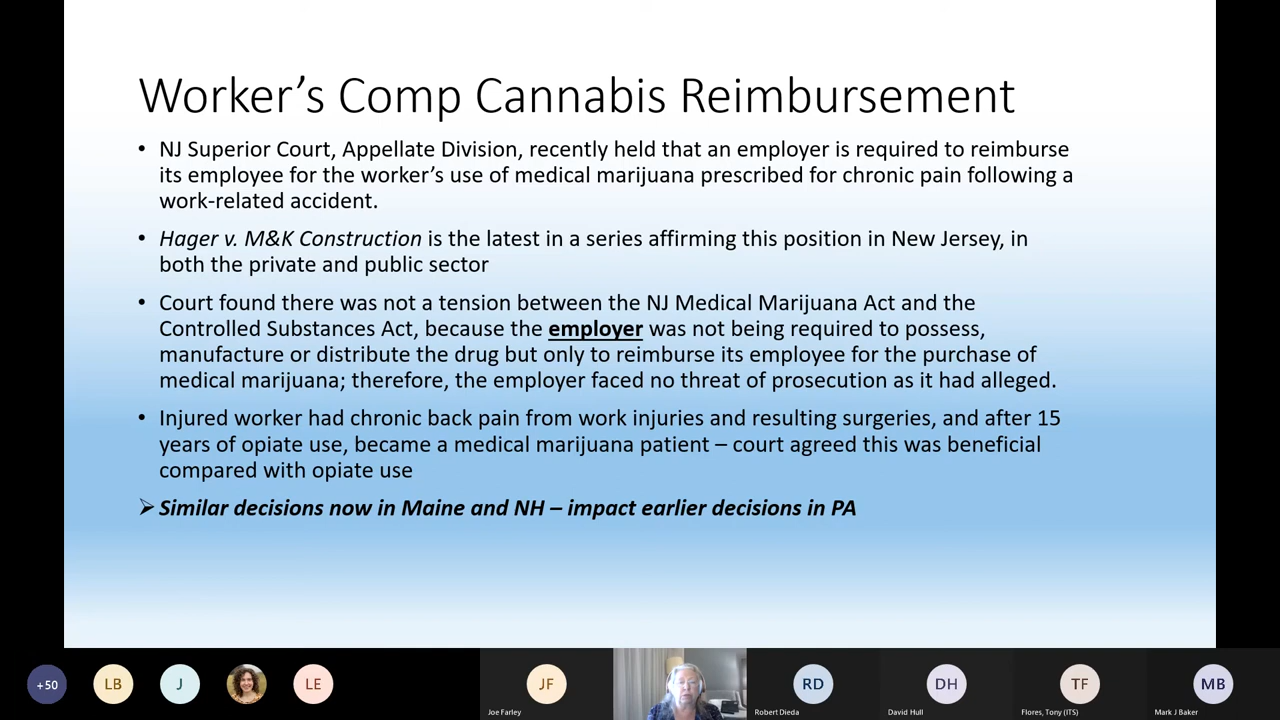 Worker’s Comp Cannabis Reimbursement
• NJ Superior Court, Appellate Division, recently held that an employer is required to reimburse
its employee for the worker’s use of medical marijuana prescribed for chronic pain following a
work-related accident.
• Hager v. M&K Construction is the latest in a series affirming this position in New Jersey, in
both the private and public sector
• Court found there was not a tension between the NJ Medical Marijuana Act and the
Controlled Substances Act, because the employer was not being required to possess,
manufacture or distribute the drug but only to reimburse its employee for the purchase of
medical marijuana; therefore, the employer faced no threat of prosecution as it had alleged.
• Injured worker had chronic back pain from work injuries and resulting surgeries, and after 15
years of opiate use, became a medical marijuana patient – court agreed this was beneficial
compared with opiate use
➢ Similar decisions now in Maine and NH – impact earlier decisions in PA
+50
LB
J
LE
JF
RD
DH
TF
MB
Joe Farley
Robert Dieda
David Hull
Flores, Tony (ITS)
Mark J Baker